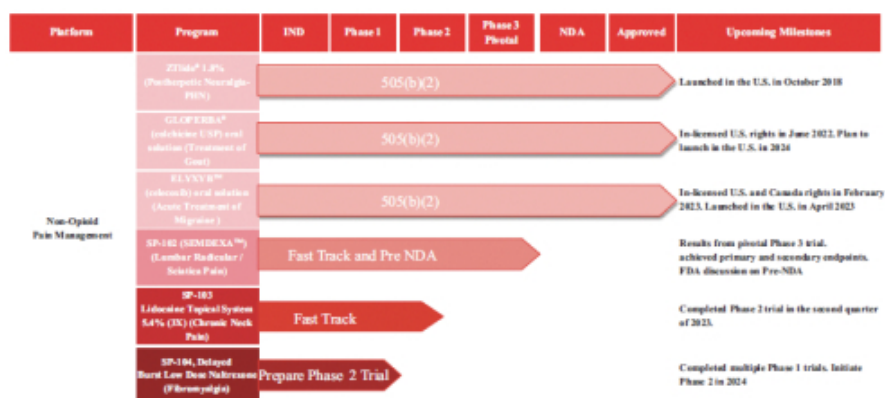 Platform
Program
IND
Phase 1
Phase 2
Phase 3
Pivotal
NDA
Approved
Upcoming Milestones
Non-Opioid
Pain Management
ZTlido® 1.8%
(Postherpetic Neuralgia-
PHN)
505(b)(2)
Launched in the U.S. in October 2018
GLOPERBA®
(colchicine USP) oral
solution (Treatment of
Gout)
505(b)(2)
In-licensed U.S. rights in June 2022. Plan to
launch in the U.S. in 2024
ELYXYB™
(celecoxib) oral solution
(Acute Treatment of
Migraine )
505(b)(2)
In-licensed U.S. and Canada rights in February
2023. Launched in the U.S. in April 2023
SP-102 (SEMDEXA™)
(Lumbar Radicular /
Sciatica Pain)
Fast Track and Pre NDA
Results from pivotal Phase 3 trial.
achieved primary and secondary endpoints.
FDA discussion on Pre-NDA
SP-103
Lidocaine Topical System
5.4% (3X) (Chronic Neck
Pain)
Fast Track
Completed Phase 2 trial in the second quarter
of 2023.
SP-104, Delayed
Burst Low Dose Naltrexone
(Fibromyalgia)
Prepare Phase 2 Trial
Completed multiple Phase 1 trials. Initiate
Phase 2 in 2024